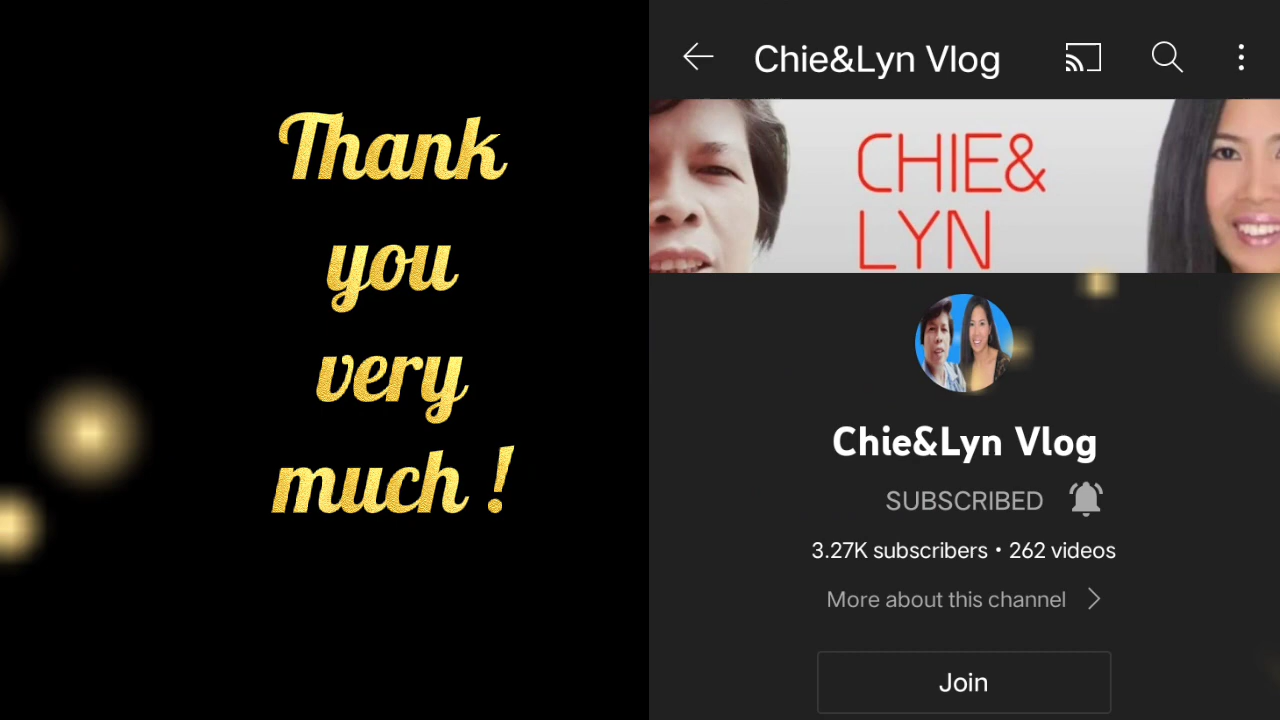 Thank
you
very
much !
Chie&Lyn Vlog
CHIE&
LYN
Chie&Lyn Vlog
SUBSCRIBED
3.27K subscribers • 262 videos
More about this channel
Join